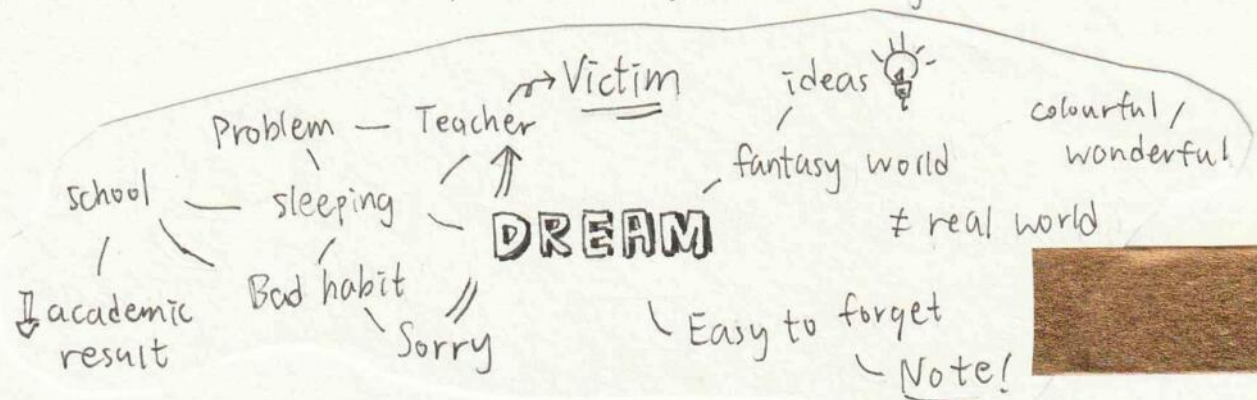 Victim
ideas
Problem — Teacher
colourful /
wonderful
fantasy world
school
sleeping
≠ real world
DREAM
Bad habit
⇓ academic
result
Sorry
Easy to forget
Note!